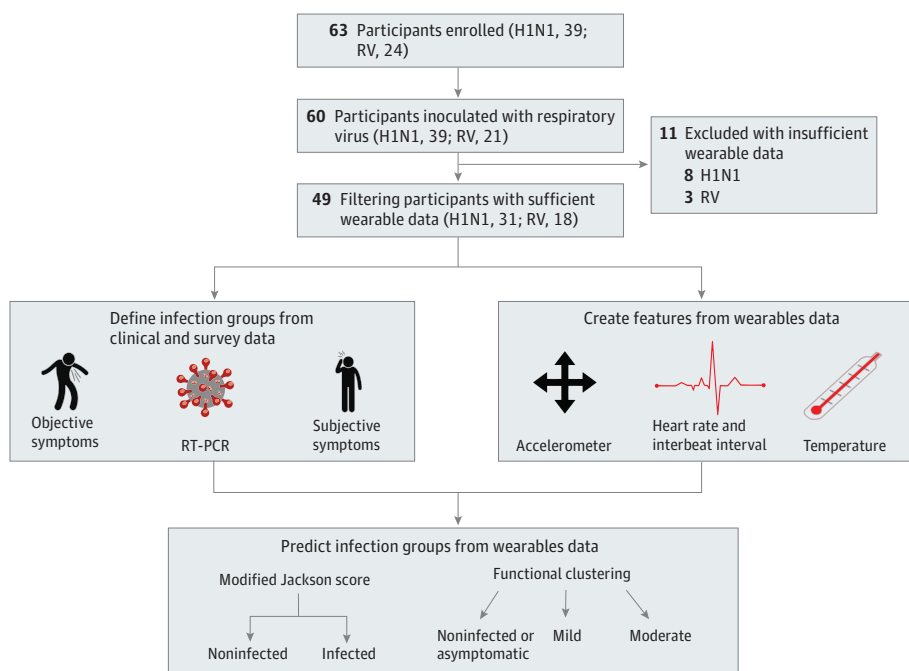 63 Participants enrolled (H1N1, 39;
RV, 24)
60 Participants inoculated with respiratory
virus (H1N1, 39; RV, 21)
11 Excluded with insufficient
wearable data
8 H1N1
3 RV
49 Filtering participants with sufficient
wearable data (H1N1, 31; RV, 18)
Define infection groups from
clinical and survey data
Objective
symptoms
RT-PCR
Subjective
symptoms
Create features from wearables data
Accelerometer
Heart rate and
interbeat interval
Temperature
Predict infection groups from wearables data
Modified Jackson score
Noninfected
Infected
Functional clustering
Noninfected or
asymptomatic
Mild
Moderate